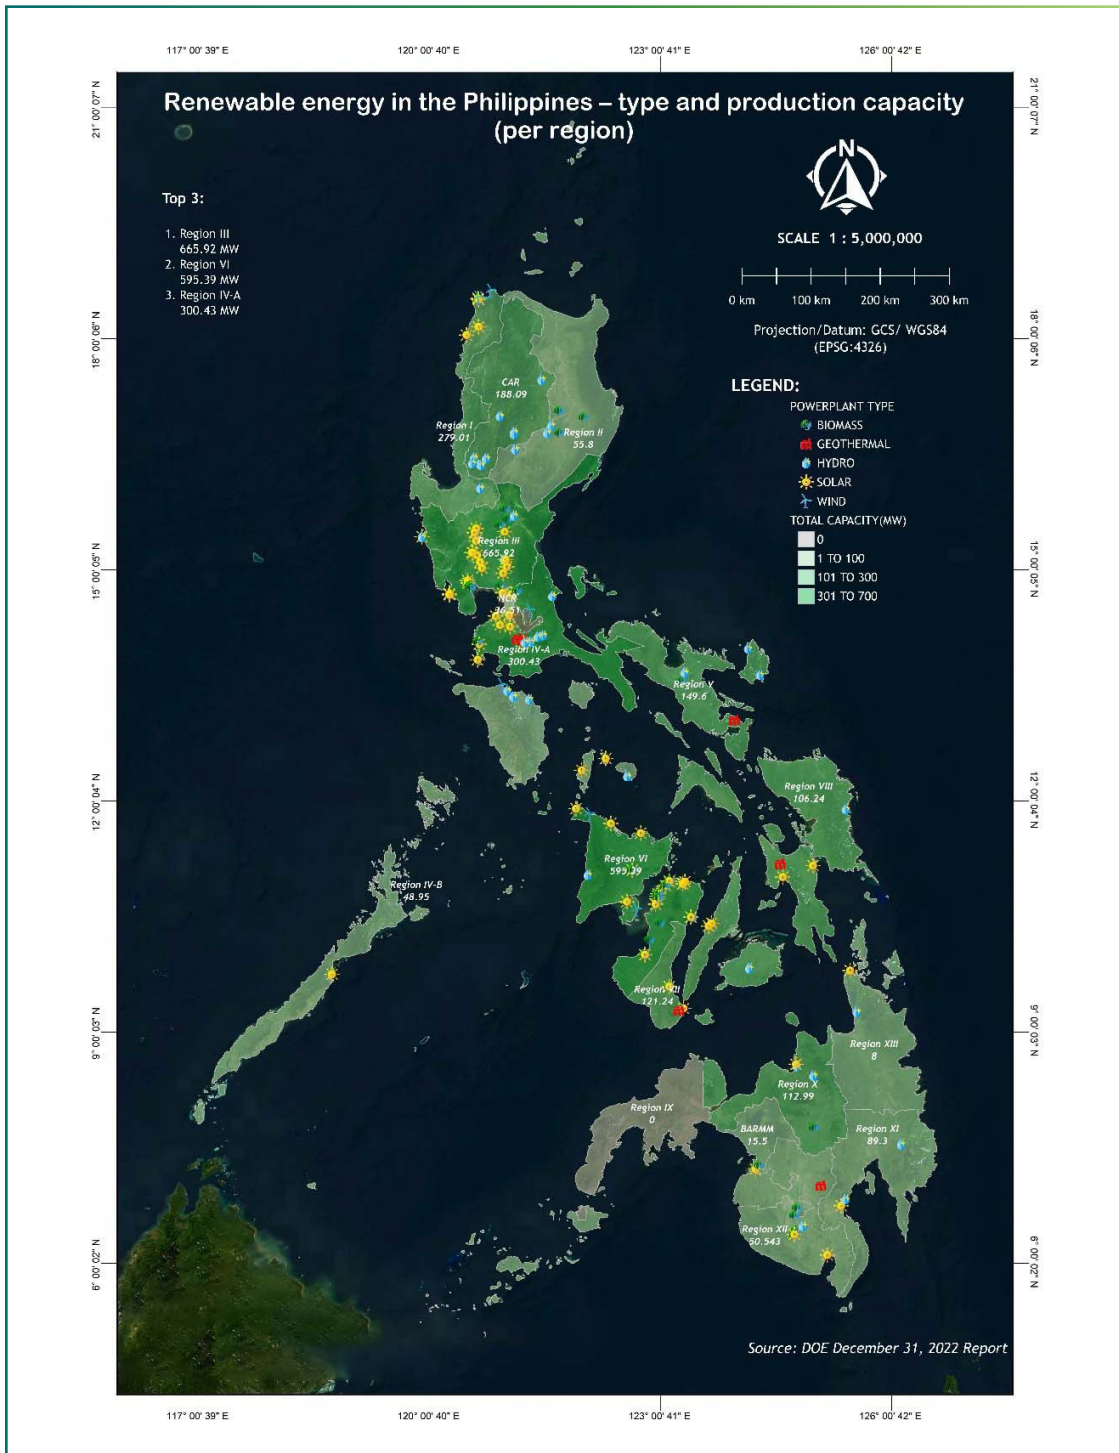 117° 00' 39" E
120° 00' 40" E
123° 00' 41" E
126° 00' 42" E
21° 00' 07" N
21° 00' 07" N
Renewable energy in the Philippines – type and production capacity
(per region)
N
Top 3:
1. Region III
665.92 MW
2. Region VI
595.39 MW
3. Region IV-A
300.43 MW
SCALE 1 : 5,000,000
0 km
100 km
200 km
300 km
Projection/Datum: GCS/ WGS84
(EPSG:4326)
18° 00' 06" N
18° 00' 06" N
LEGEND:
POWERPLANT TYPE
BIOMASS
GEOTHERMAL
HYDRO
SOLAR
WIND
TOTAL CAPACITY(MW)
0
1 TO 100
101 TO 300
301 TO 700
CAR
188.09
Region I
279.01
Region II
55.8
Region III
665.92
15° 00' 05" N
15° 00' 05" N
NCR
36.51
Region IV-A
300.43
Region V
149.6
12° 00' 04" N
12° 00' 04" N
Region VIII
106.24
Region VI
595.39
Region IV-B
48.95
Region VII
121.24
9° 00' 03" N
9° 00' 03" N
Region XIII
8
Region X
112.99
Region IX
0
BARMM
15.5
Region XI
89.3
Region XII
50.543
6° 00' 02" N
6° 00' 02" N
Source: DOE December 31, 2022 Report
117° 00' 39" E
120° 00' 40" E
123° 00' 41" E
126° 00' 42" E